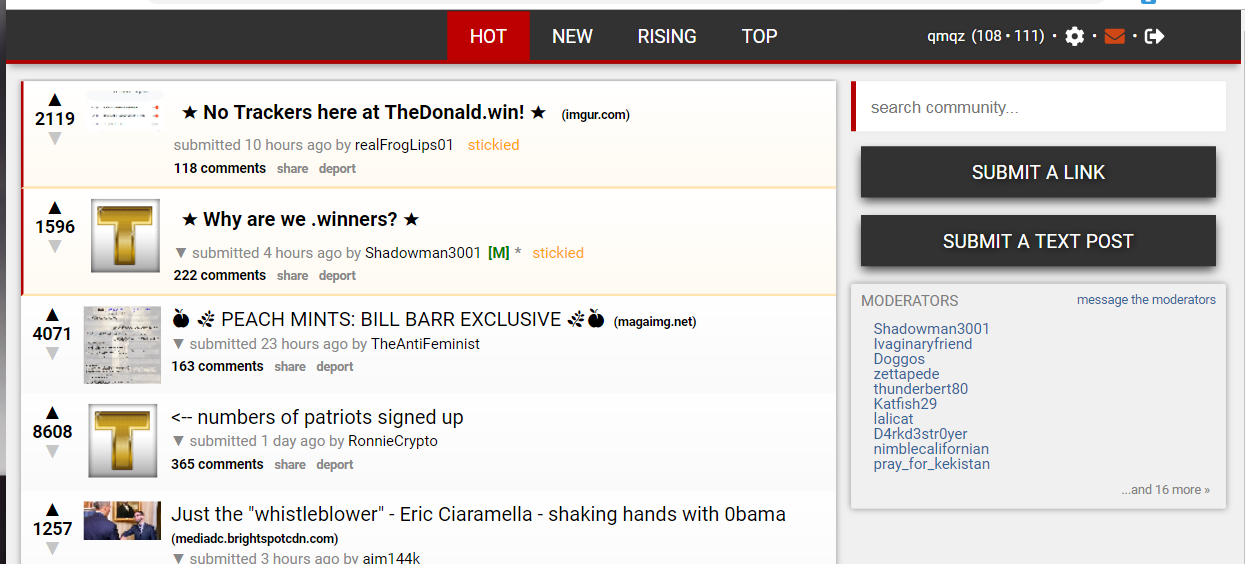 HOT NEW RISING TOP qmqz (108 • 111) • • •
2119
★ No Trackers here at TheDonald.win! ★ (imgur.com)
submitted 10 hours ago by realFrogLips01 stickied
118 comments share deport
1596
★ Why are we .winners? ★
▼ submitted 4 hours ago by Shadowman3001 [M] * stickied
222 comments share deport
4071
PEACH MINTS: BILL BARR EXCLUSIVE (magaimg.net)
▼ submitted 23 hours ago by TheAntiFeminist
163 comments share deport
8608
<-- numbers of patriots signed up
▼ submitted 1 day ago by RonnieCrypto
365 comments share deport
1257
Just the "whistleblower" - Eric Ciaramella - shaking hands with 0bama
(mediadc.brightspotcdn.com)
▼ submitted 3 hours ago by aim144k
search community...
SUBMIT A LINK
SUBMIT A TEXT POST
MODERATORS message the moderators
Shadowman3001
Ivaginaryfriend
Doggos
zettapede
thunderbert80
Katfish29
lalicat
D4rkd3str0yer
nimblecalifornian
pray_for_kekistan
...and 16 more »